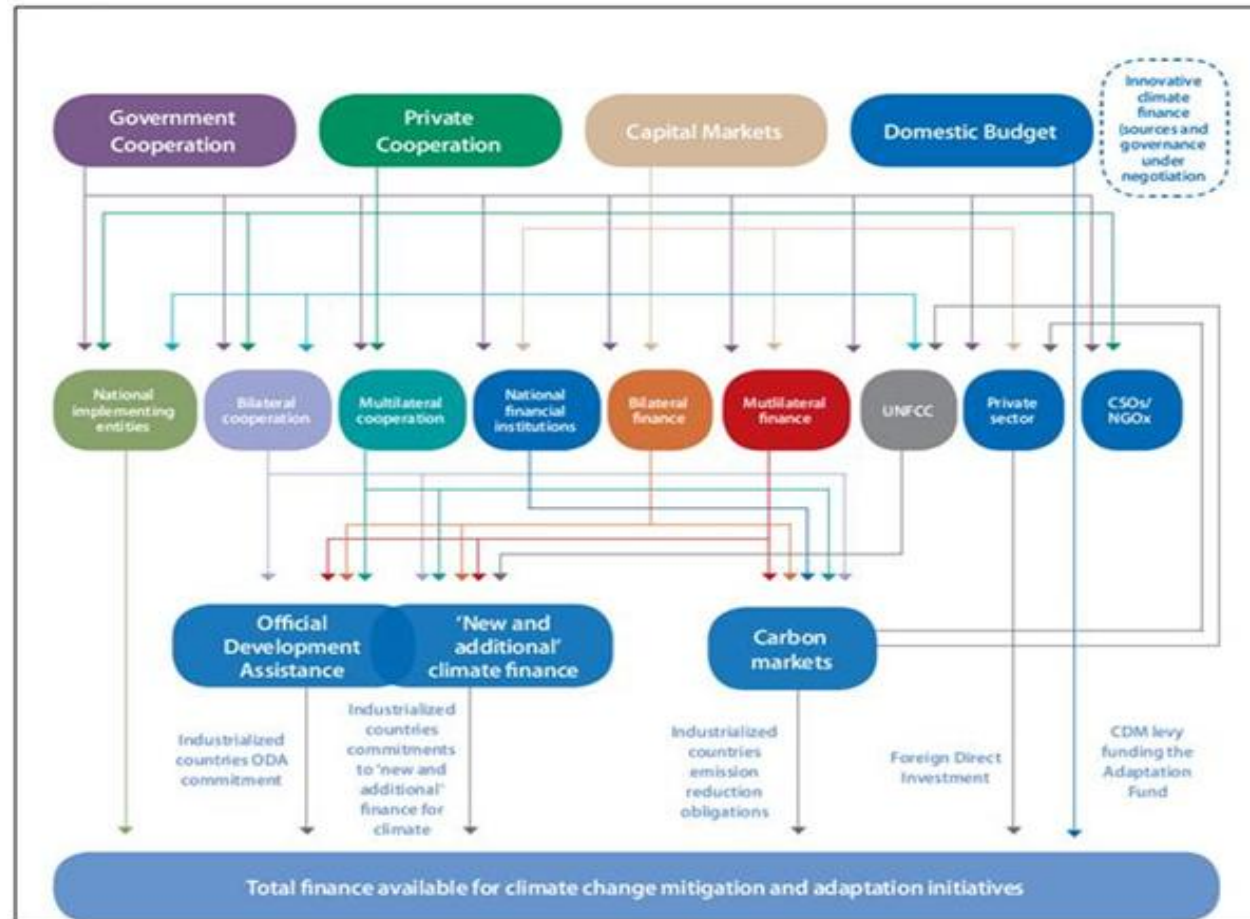 Government
Cooperation
Private
Cooperation
Capital Markets
Domestic Budget
Innovative
climate
finance
(sources and
governance
under
negotiation
National
implementing
entities
Bilateral
cooperation
Multilateral
cooperation
National
financial
institutions
Bilateral
finance
Mutlilateral
finance
UNFCC
Private
sector
CSOs/
NGOx
Official
Development
Assistance
'New and
additional'
climate finance
Carbon
markets
Industrialized
countries ODA
commitment
Industrialized
countries
commitments
to 'new and
additional'
finance for
climate
Industrialized
countries
emission
reduction
obligations
Foreign Direct
Investment
CDM levy
funding the
Adaptation
Fund
Total finance available for climate change mitigation and adaptation initiatives